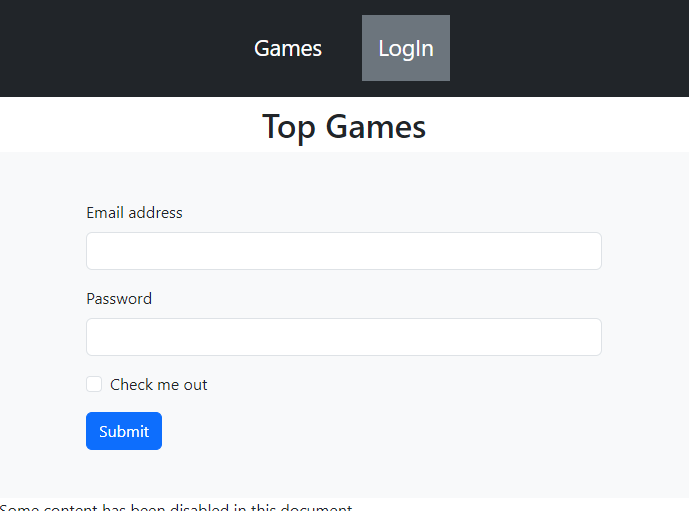 Games LogIn
Top Games
Email address
Password
Check me out
Submit
Some content has been disabled in this document